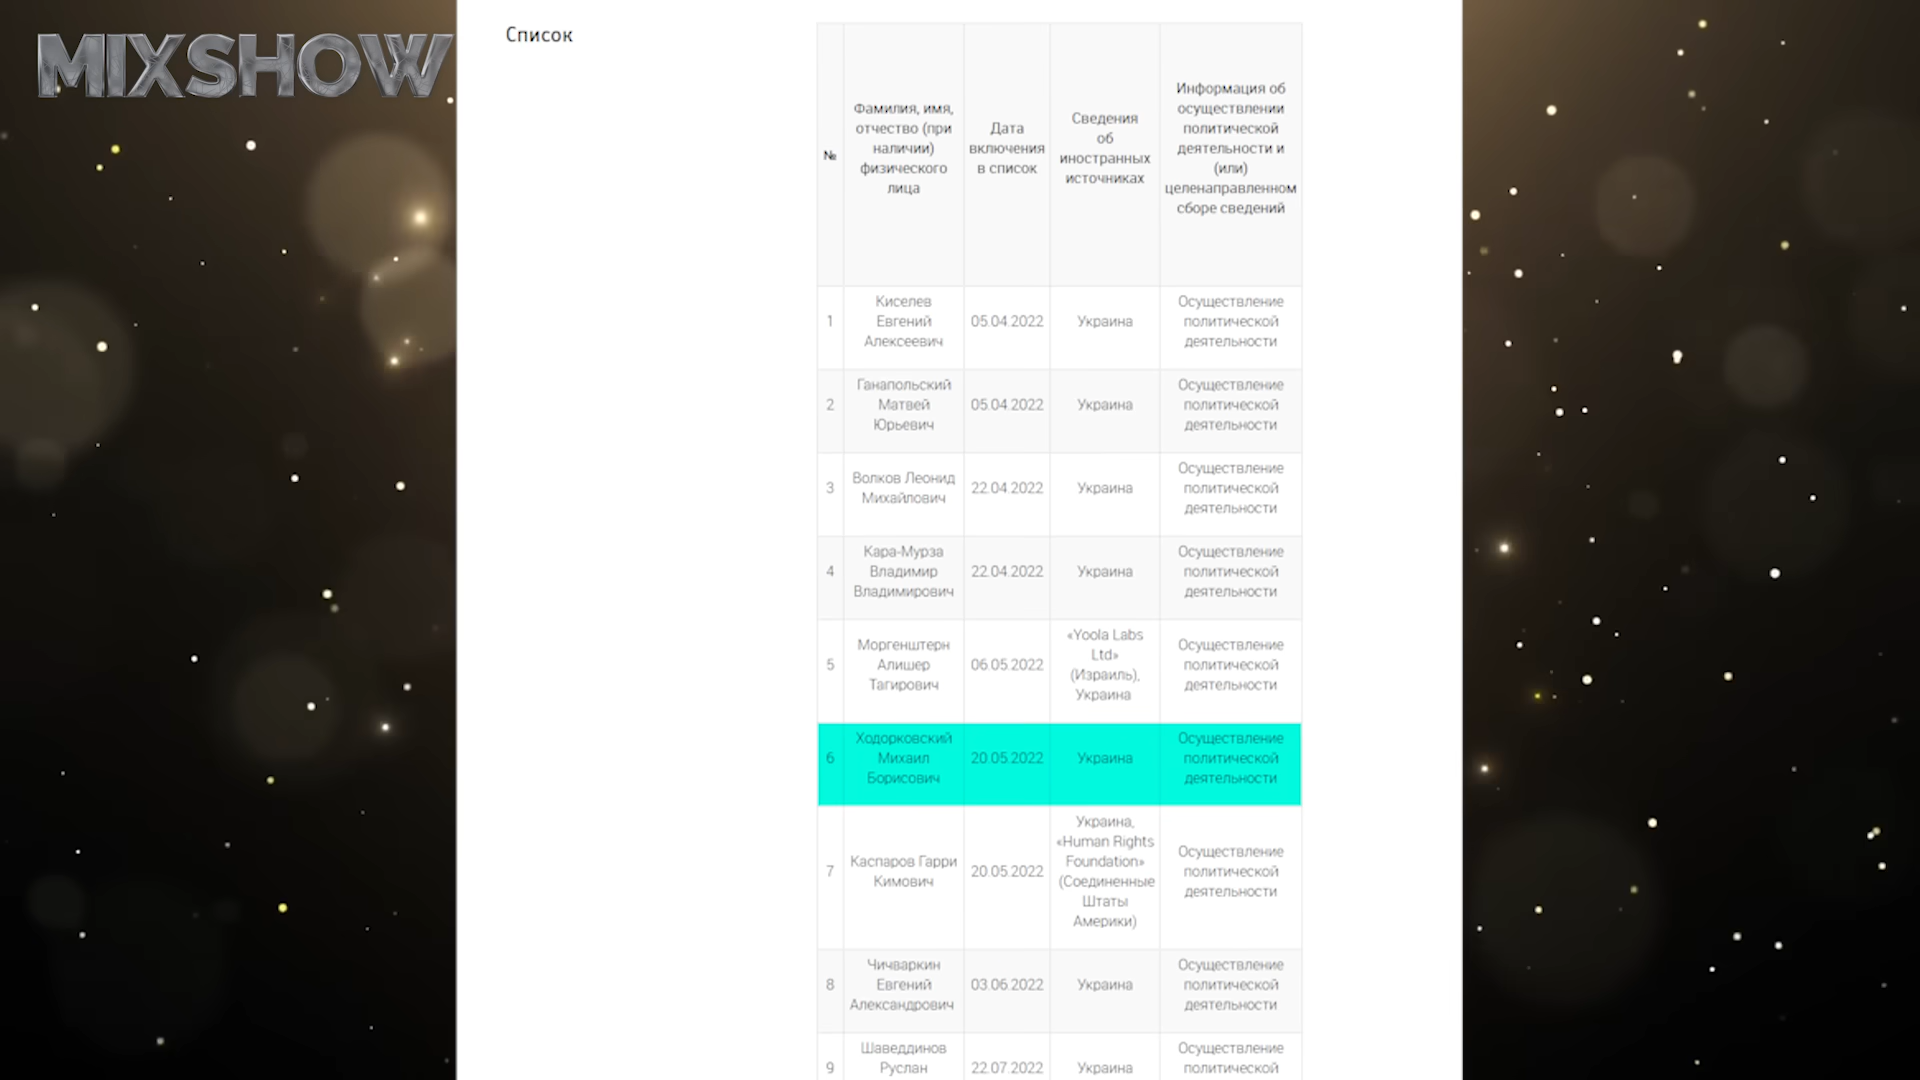 MIXSHOW
Список
№
Фамилия, имя,
отчество (при
наличии)
физического
лица
Дата
включения
в список
Сведения
об
иностранных
источниках
Информация об
осуществлении
политической
деятельности и
(или)
целенаправленном
сборе сведений
1
Киселев
Евгений
Алексеевич
05.04.2022
Украина
Осуществление
политической
деятельности
2
Ганапольский
Матвей
Юрьевич
05.04.2022
Украина
Осуществление
политической
деятельности
3
Волков Леонид
Михайлович
22.04.2022
Украина
Осуществление
политической
деятельности
4
Кара-Мурза
Владимир
Владимирович
22.04.2022
Украина
Осуществление
политической
деятельности
5
Моргенштерн
Алишер
Тагирович
06.05.2022
«Yoola Labs
Ltd»
(Израиль),
Украина
Осуществление
политической
деятельности
6
Ходорковский
Михаил
Борисович
20.05.2022
Украина
Осуществление
политической
деятельности
7
Каспаров Гарри
Кимович
20.05.2022
Украина,
«Human Rights
Foundation»
(Соединенные
Штаты
Америки)
Осуществление
политической
деятельности
8
Чичваркин
Евгений
Александрович
03.06.2022
Украина
Осуществление
политической
деятельности
9
Шаведдинов
Руслан
22.07.2022
Украина
Осуществление
политической